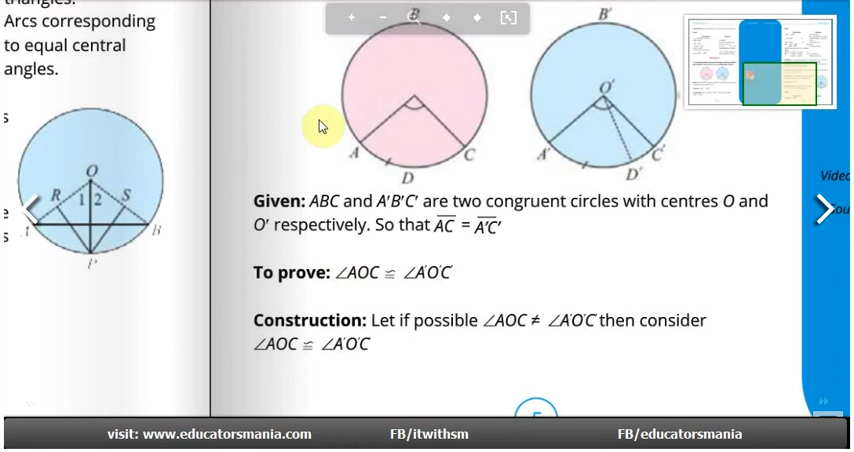 triangles.
Arcs corresponding
to equal central
angles.
O
R 1 2 S
B
P
B
A
C
D
B'
O'
A'
C'
D'
Given: ABC and A'B'C' are two congruent circles with centres O and
O' respectively. So that AC = A'C'
To prove: ∠AOC ≅ ∠A'O'C'
Construction: Let if possible ∠AOC ≠ ∠A'O'C' then consider
∠AOC ≅ ∠A'O'C'
visit: www.educatorsmania.com FB/itwithsm FB/educatorsmania